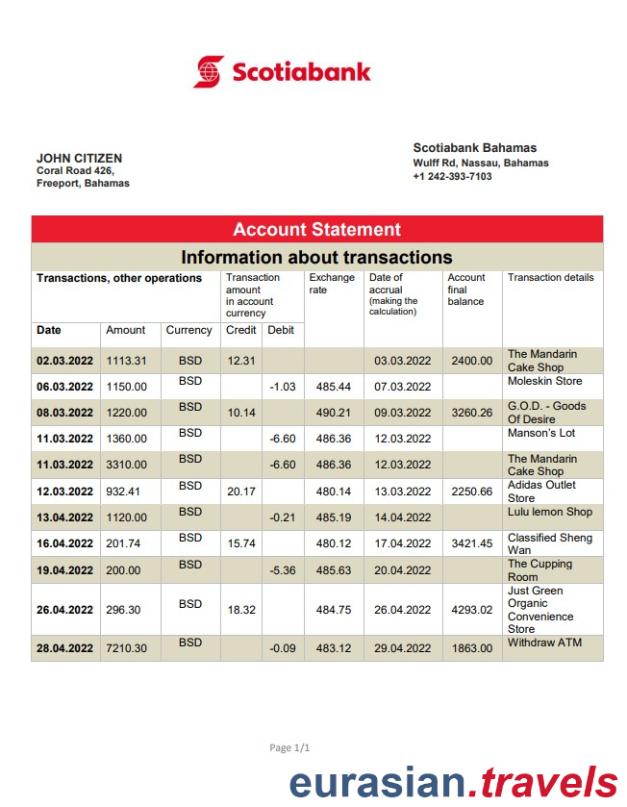 Scotiabank
JOHN CITIZEN
Coral Road 426,
Freeport, Bahamas
Scotiabank Bahamas
Wulff Rd, Nassau, Bahamas
+1 242-393-7103
Account Statement
Information about transactions
Transactions, other operations Transaction amount in account currency Exchange rate Date of accrual (making the calculation) Account final balance Transaction details
Date Amount Currency Credit Debit
02.03.2022 1113.31 BSD 12.31 03.03.2022 2400.00 The Mandarin Cake Shop
06.03.2022 1150.00 BSD -1.03 485.44 07.03.2022 Moleskin Store
08.03.2022 1220.00 BSD 10.14 490.21 09.03.2022 3260.26 G.O.D. - Goods Of Desire
11.03.2022 1360.00 BSD -6.60 486.36 12.03.2022 Manson's Lot
11.03.2022 3310.00 BSD -6.60 486.36 12.03.2022 The Mandarin Cake Shop
12.03.2022 932.41 BSD 20.17 480.14 13.03.2022 2250.66 Adidas Outlet Store
13.04.2022 1120.00 BSD -0.21 485.19 14.04.2022 Lulu lemon Shop
16.04.2022 201.74 BSD 15.74 480.12 17.04.2022 3421.45 Classified Sheng Wan
19.04.2022 200.00 BSD -5.36 485.63 20.04.2022 The Cupping Room
26.04.2022 296.30 BSD 18.32 484.75 26.04.2022 4293.02 Just Green Organic Convenience Store
28.04.2022 7210.30 BSD -0.09 483.12 29.04.2022 1863.00 Withdraw ATM
Page 1/1
eurasian.travels